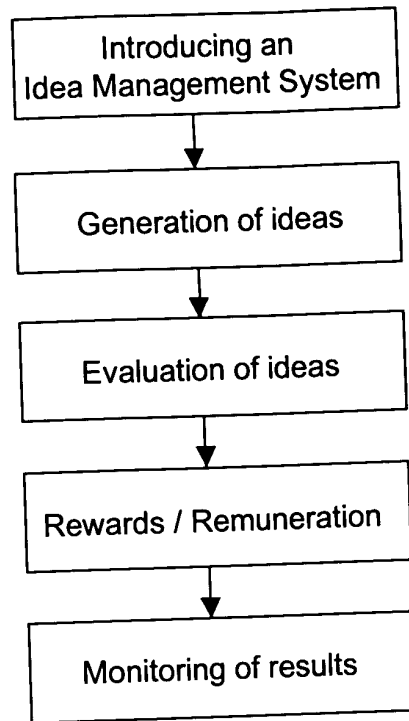 Introducing an
Idea Management System
Generation of ideas
Evaluation of ideas
Rewards / Remuneration
Monitoring of results